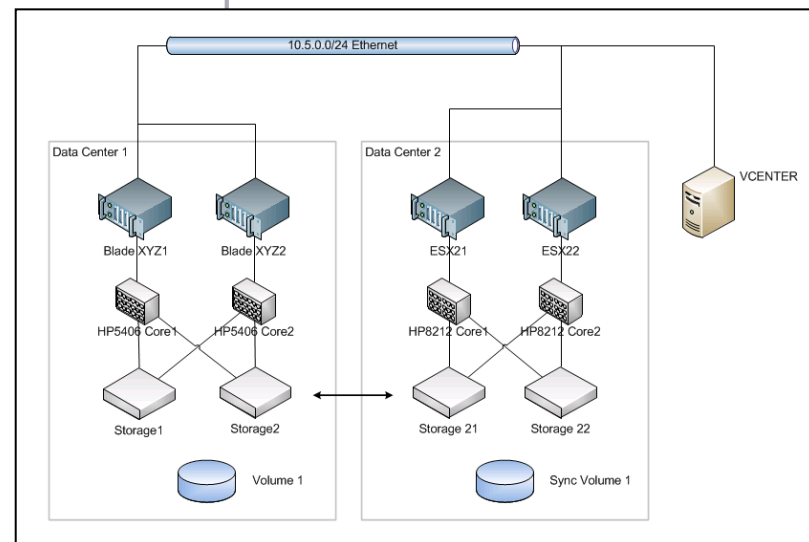 10.5.0.0/24 Ethernet
Data Center 1
Data Center 2
VCENTER
Blade XYZ1
Blade XYZ2
ESX21
ESX22
HP5406 Core1
HP5406 Core2
HP8212 Core1
HP8212 Core2
Storage1
Storage2
Storage 21
Storage 22
Volume 1
Sync Volume 1